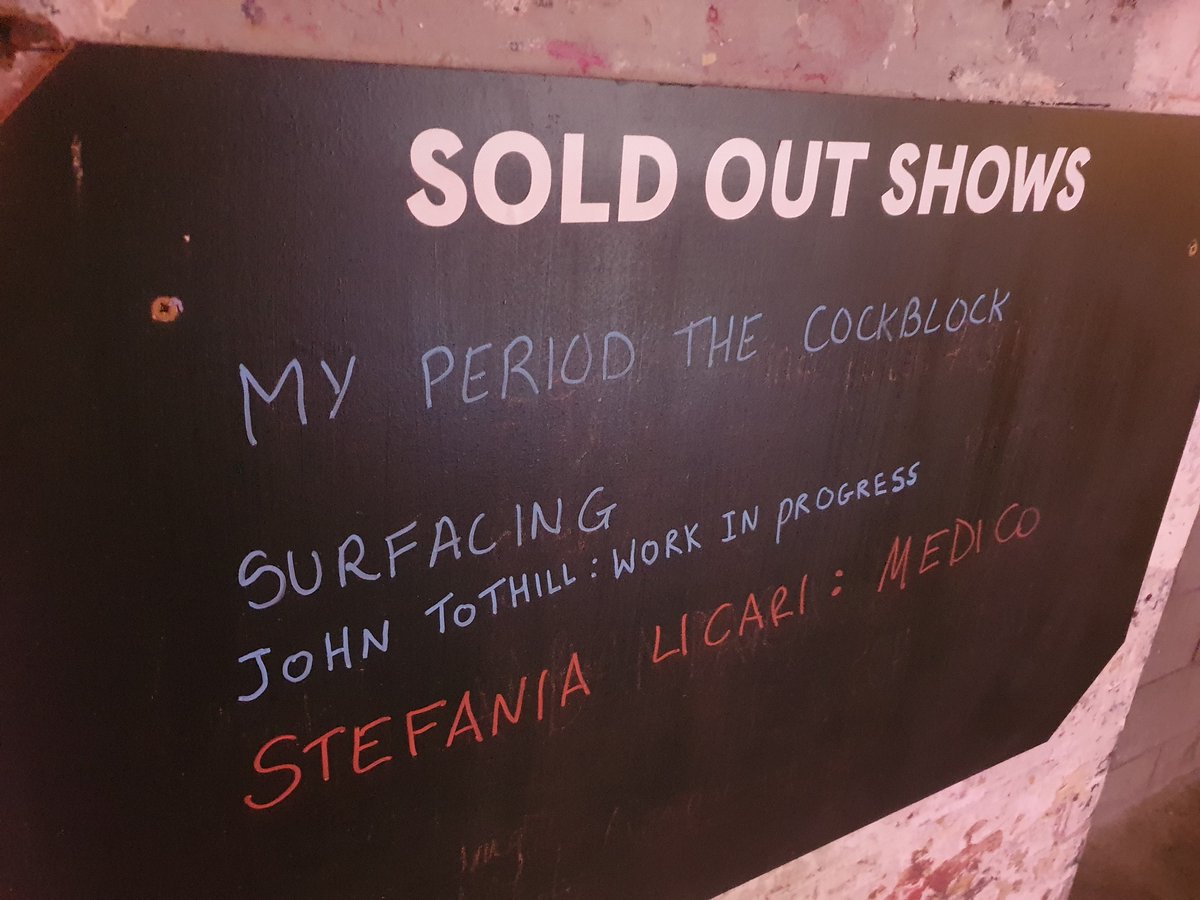 SOLD OUT SHOWS
MY PERIOD THE COCKBLOCK
SURFACING
JOHN TOTHILL: WORK IN PROGRESS
STEFANIA LICARI: MEDICO